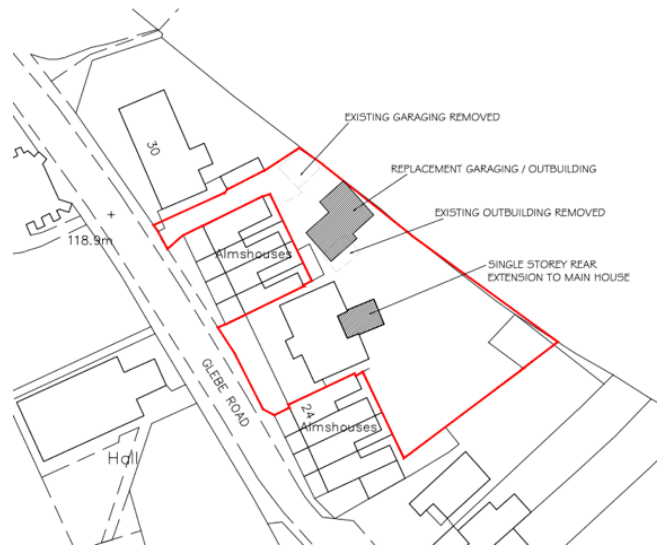 EXISTING GARAGING REMOVED
30
REPLACEMENT GARAGING / OUTBUILDING
EXISTING OUTBUILDING REMOVED
118.9m
Almshouses
SINGLE STOREY REAR
EXTENSION TO MAIN HOUSE
GLEBE ROAD
24
Almshouses
Hall